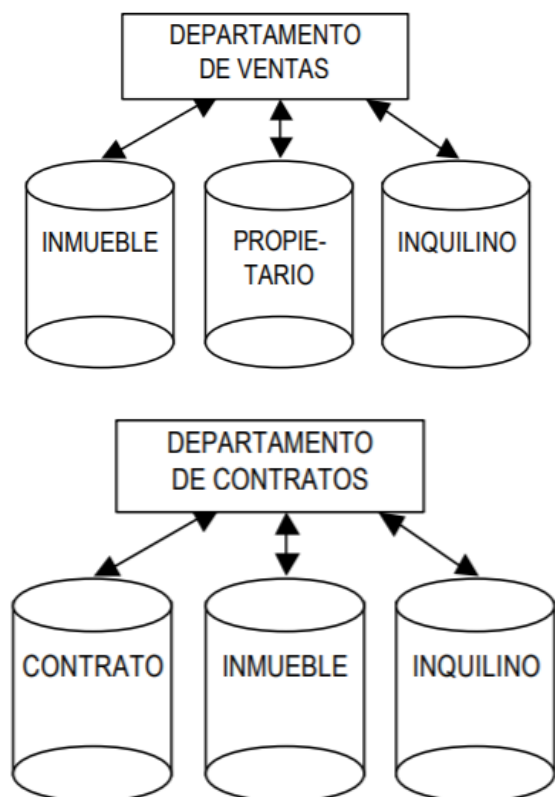 DEPARTAMENTO
DE VENTAS
INMUEBLE
PROPIE-
TARIO
INQUILINO
DEPARTAMENTO
DE CONTRATOS
CONTRATO
INMUEBLE
INQUILINO